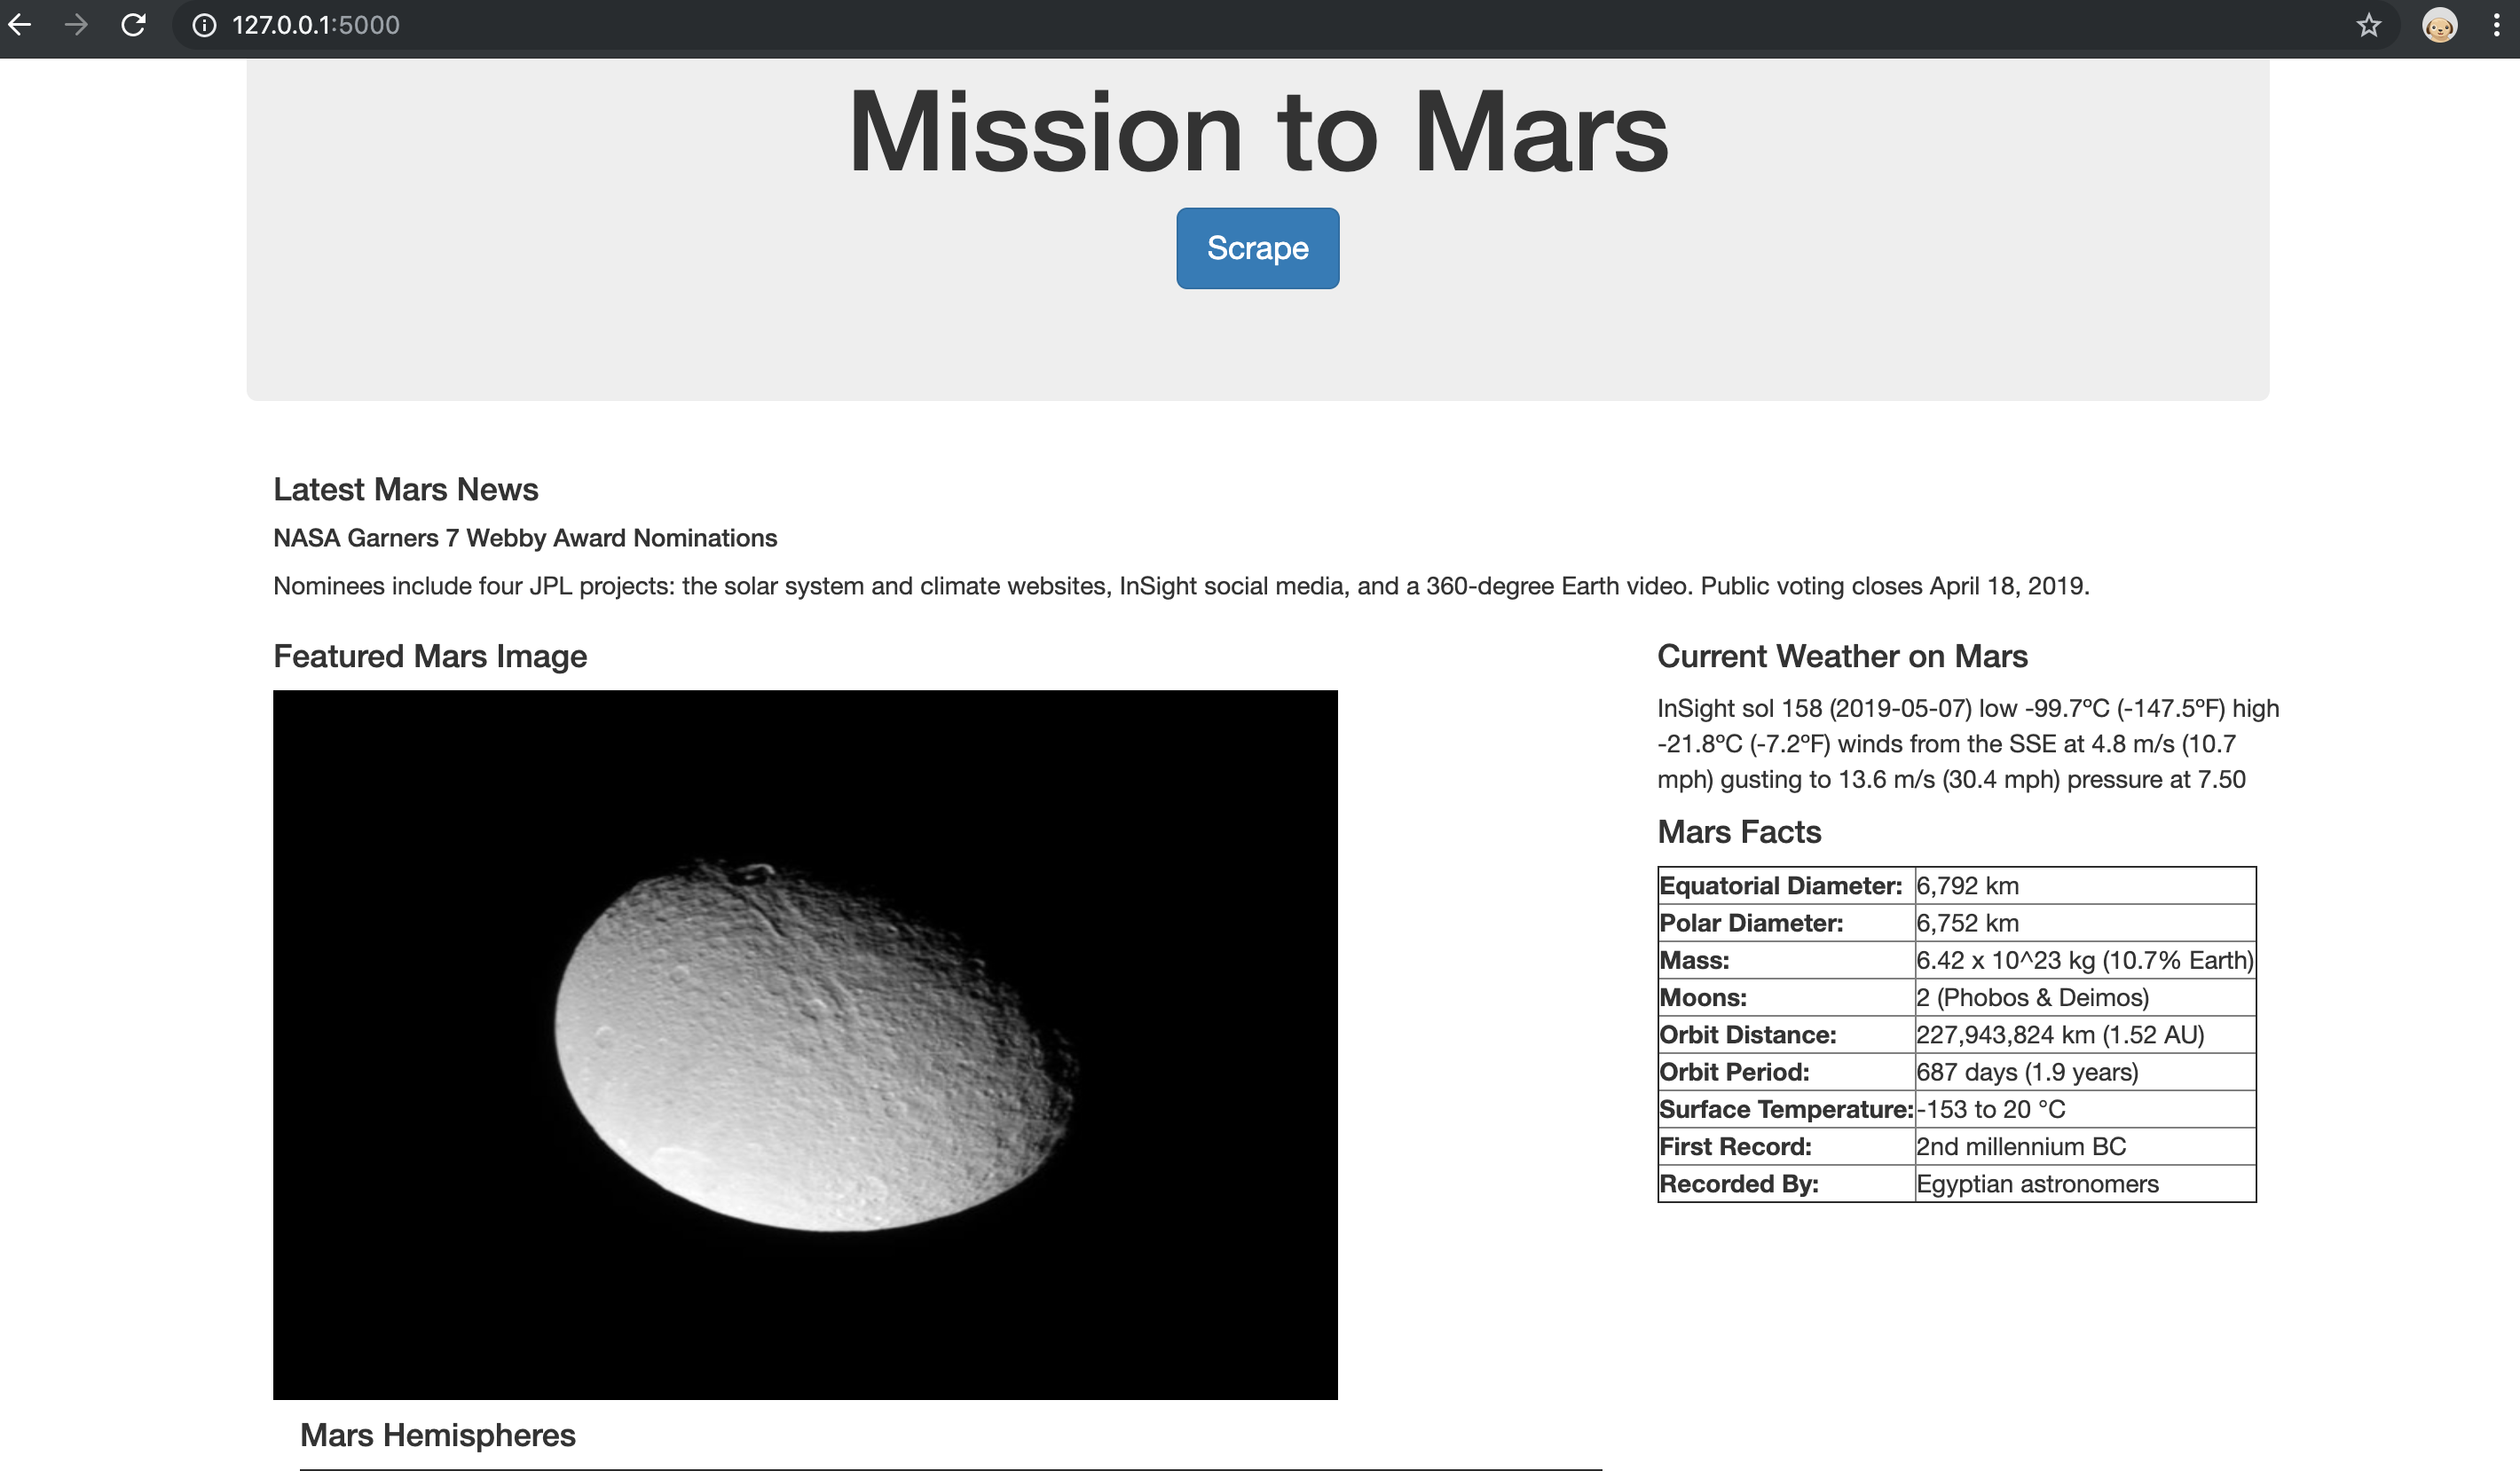 127.0.0.1:5000
Mission to Mars
Scrape
Latest Mars News
NASA Garners 7 Webby Award Nominations
Nominees include four JPL projects: the solar system and climate websites, InSight social media, and a 360-degree Earth video. Public voting closes April 18, 2019.
Featured Mars Image
Current Weather on Mars
InSight sol 158 (2019-05-07) low -99.7ºC (-147.5ºF) high
-21.8ºC (-7.2ºF) winds from the SSE at 4.8 m/s (10.7
mph) gusting to 13.6 m/s (30.4 mph) pressure at 7.50
Mars Facts
Equatorial Diameter: 6,792 km
Polar Diameter: 6,752 km
Mass: 6.42 x 10^23 kg (10.7% Earth)
Moons: 2 (Phobos & Deimos)
Orbit Distance: 227,943,824 km (1.52 AU)
Orbit Period: 687 days (1.9 years)
Surface Temperature: -153 to 20 °C
First Record: 2nd millennium BC
Recorded By: Egyptian astronomers
Mars Hemispheres